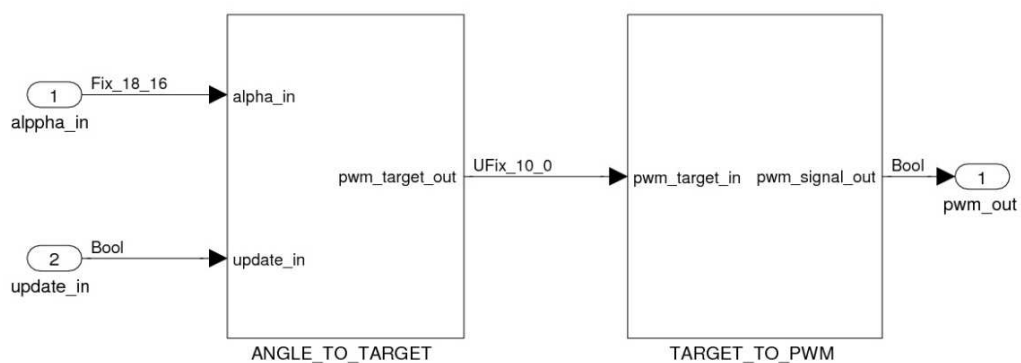 Fix_18_16
1
alppha_in
alpha_in
pwm_target_out
UFix_10_0
pwm_target_in
pwm_signal_out
Bool
1
pwm_out
Bool
2
update_in
update_in
ANGLE_TO_TARGET
TARGET_TO_PWM